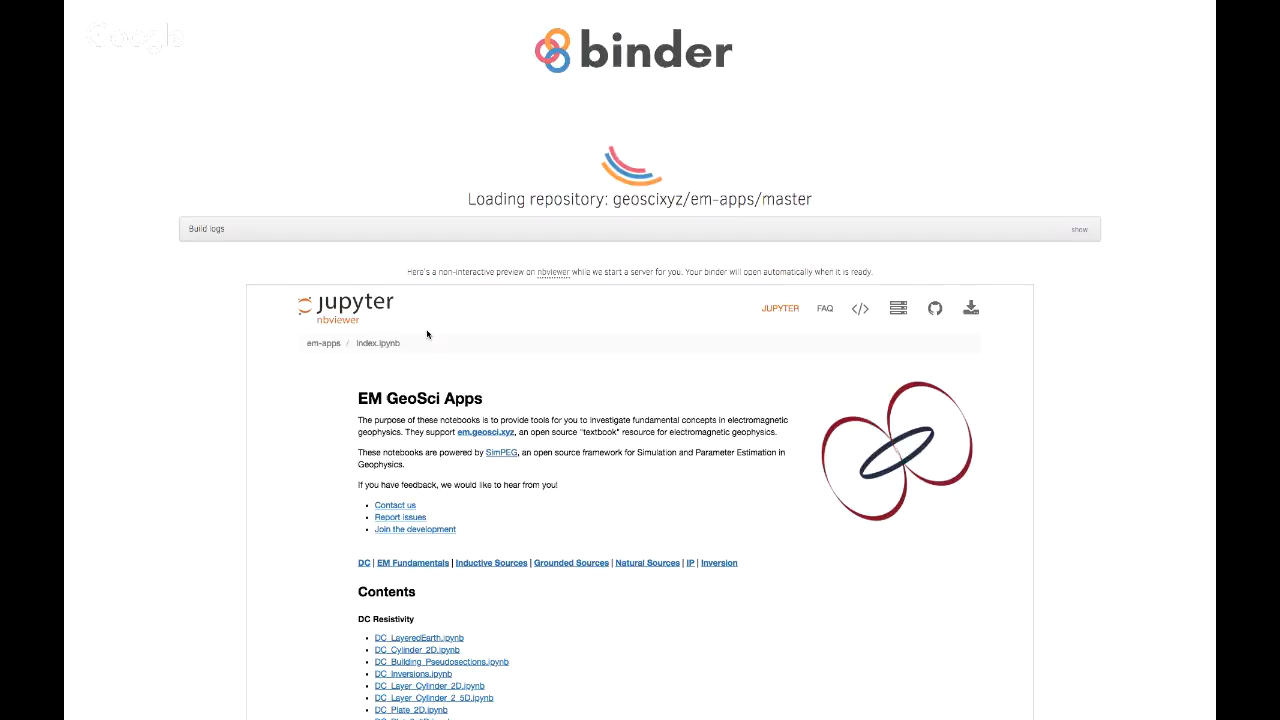 Googl
binder
Loading repository: geoscixyz/em-apps/master
Build logs show
Here's a non-interactive preview on nbviewer while we start a server for you. Your binder will open automatically when it is ready.
jupyter
nbviewer
JUPYTER FAQ
em-apps / index.ipynb
EM GeoSci Apps
The purpose of these notebooks is to provide tools for you to investigate fundamental concepts in electromagnetic
geophysics. They support em.geosci.xyz, an open source "textbook" resource for electromagnetic geophysics.
These notebooks are powered by SimPEG, an open source framework for Simulation and Parameter Estimation in
Geophysics.
If you have feedback, we would like to hear from you!
Contact us
Report issues
Join the development
DC | EM Fundamentals | Inductive Sources | Grounded Sources | Natural Sources | IP | Inversion
Contents
DC Resistivity
DC_LayeredEarth.ipynb
DC_Cylinder_2D.ipynb
DC_Building_Pseudosections.ipynb
DC_Inversions.ipynb
DC_Layer_Cylinder_2D.ipynb
DC_Layer_Cylinder_2_5D.ipynb
DC_Plate_2D.ipynb